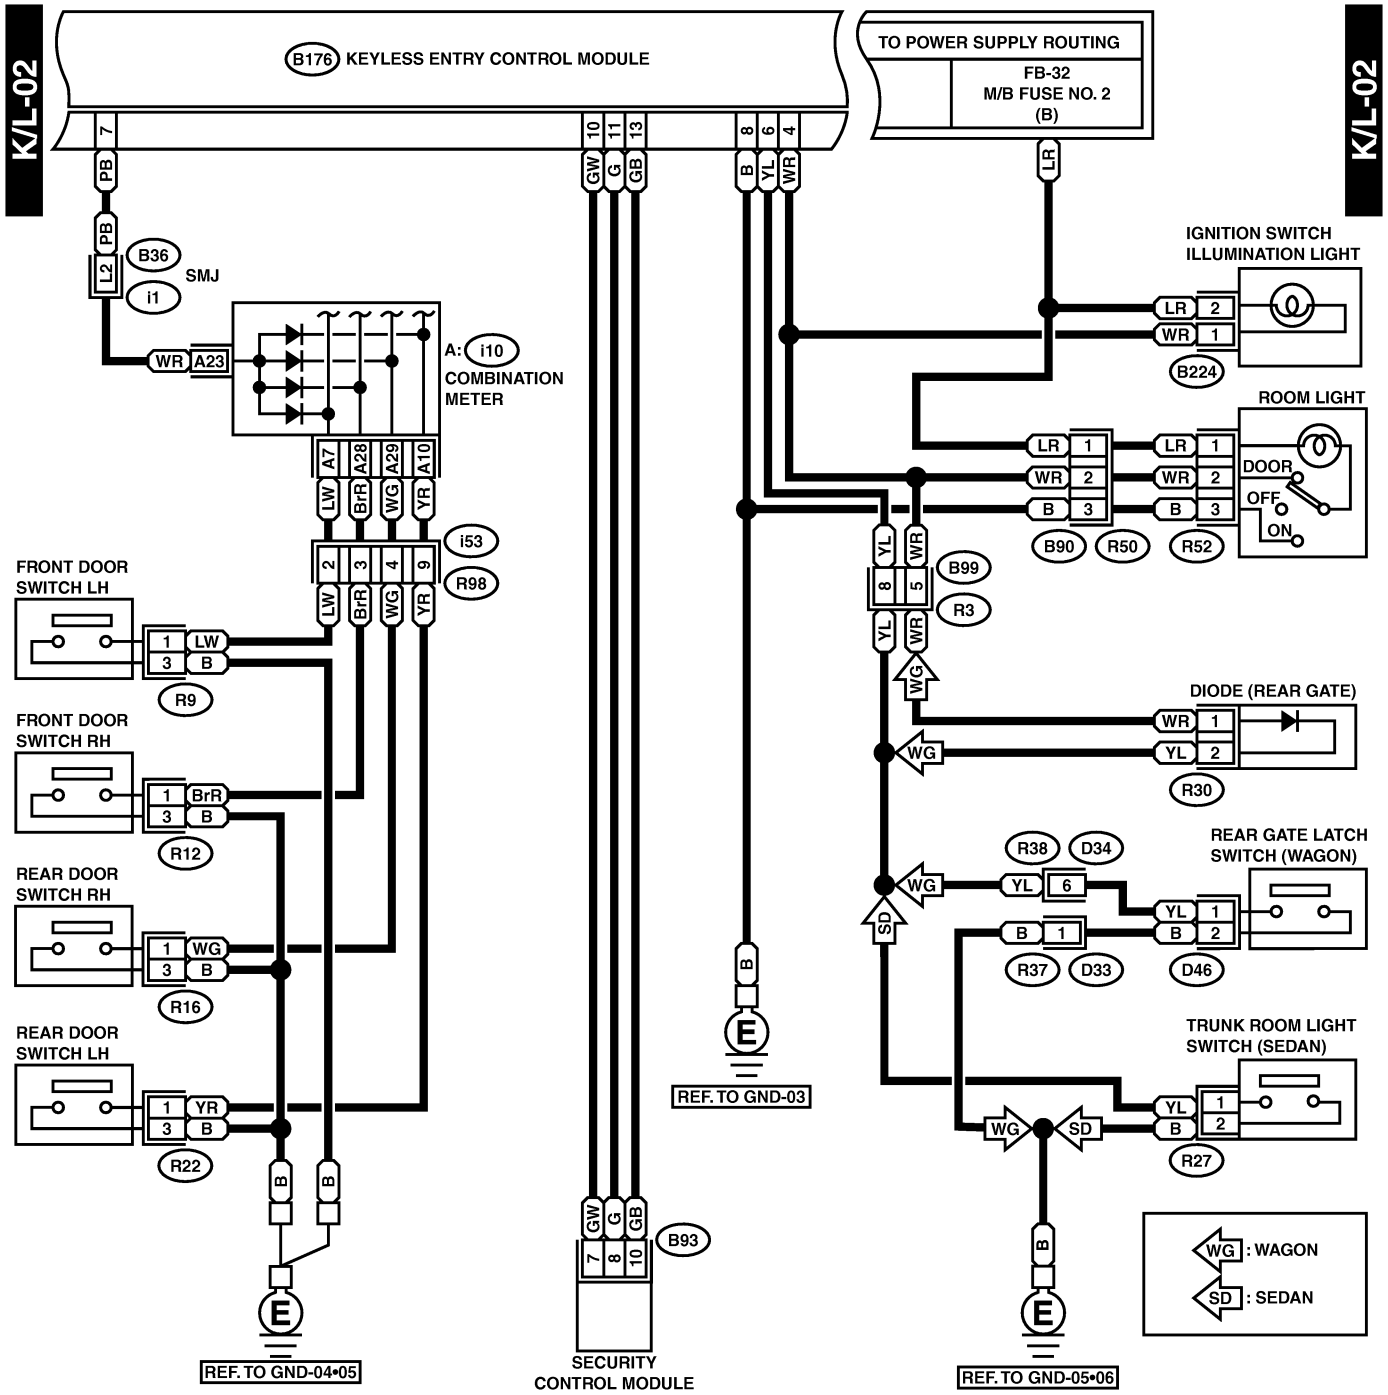 K/L-02
K/L-02
B176 KEYLESS ENTRY CONTROL MODULE
TO POWER SUPPLY ROUTING
FB-32
M/B FUSE NO. 2
(B)
7
10 11 13
8 6 4
PB
GW G GB
B YL WR
LR
PB
L2
B36
i1
SMJ
WR A23
A: i10
COMBINATION
METER
A7 A28 A29 A10
LW BrR WG YR
2 3 4 9
i53
R98
LW BrR WG YR
FRONT DOOR
SWITCH LH
1 LW
3 B
R9
FRONT DOOR
SWITCH RH
1 BrR
3 B
R12
REAR DOOR
SWITCH RH
1 WG
3 B
R16
REAR DOOR
SWITCH LH
1 YR
3 B
R22
B B
E
REF. TO GND-04•05
GW G GB
7 8 10
B93
SECURITY
CONTROL MODULE
B
E
REF. TO GND-03
IGNITION SWITCH
ILLUMINATION LIGHT
LR 2
WR 1
B224
ROOM LIGHT
LR 1 LR 1
WR 2 WR 2
B 3 B 3
DOOR
OFF
ON
B90 R50 R52
YL WR
8 5
B99
R3
YL WR
WG
DIODE (REAR GATE)
WR 1
WG YL 2
R30
REAR GATE LATCH
SWITCH (WAGON)
R38 D34
WG YL 6
YL 1
SD
B 1 B 2
R37 D33 D46
TRUNK ROOM LIGHT
SWITCH (SEDAN)
YL 1
WG SD B 2
R27
B
E
REF. TO GND-05•06
WG : WAGON
SD : SEDAN